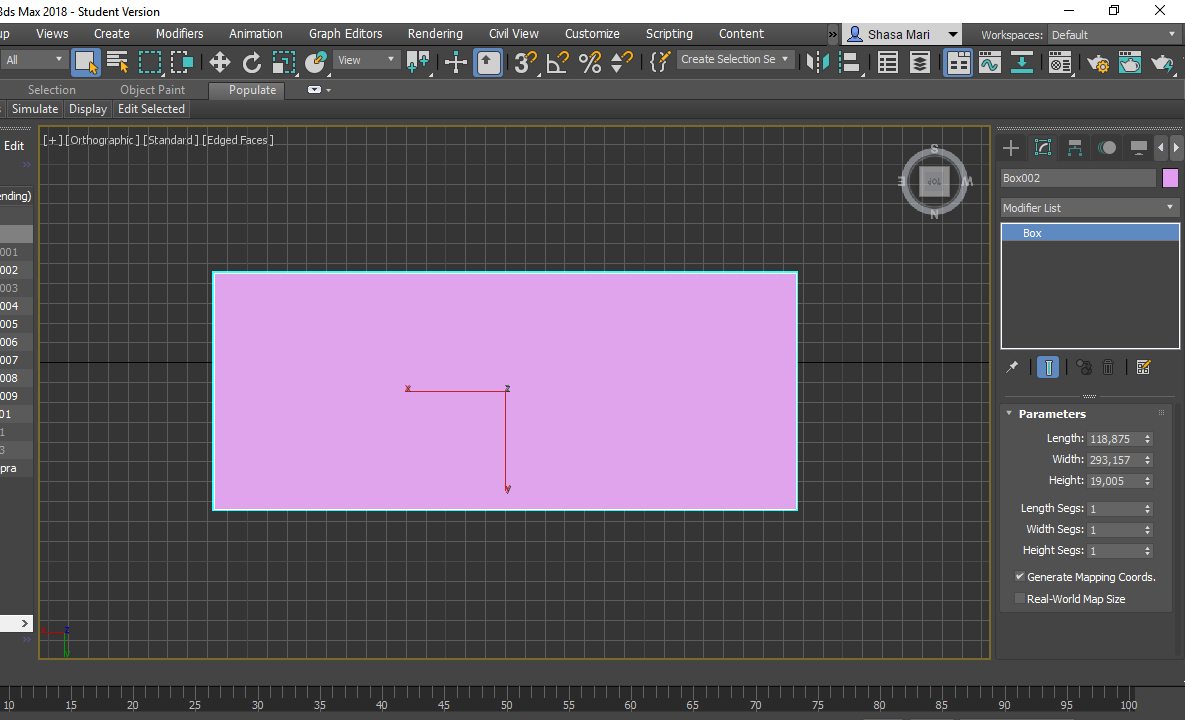 3ds Max 2018 - Student Version
up Views Create Modifiers Animation Graph Editors Rendering Civil View Customize Scripting Content » Shasa Mari Workspaces: Default
All View 3 Create Selection Se
Selection Object Paint Populate
Simulate Display Edit Selected
Edit
[+] [Orthographic] [Standard] [Edged Faces]
S
E TOP W
N
Box002
ending)
Modifier List
Box
001
002
003
004
005
006
007
008
009
01
1
3
pra
x z
y
Parameters
Length: 118,875
Width: 293,157
Height: 19,005
Length Segs: 1
Width Segs: 1
Height Segs: 1
Generate Mapping Coords.
Real-World Map Size
10 15 20 25 30 35 40 45 50 55 60 65 70 75 80 85 90 95 100